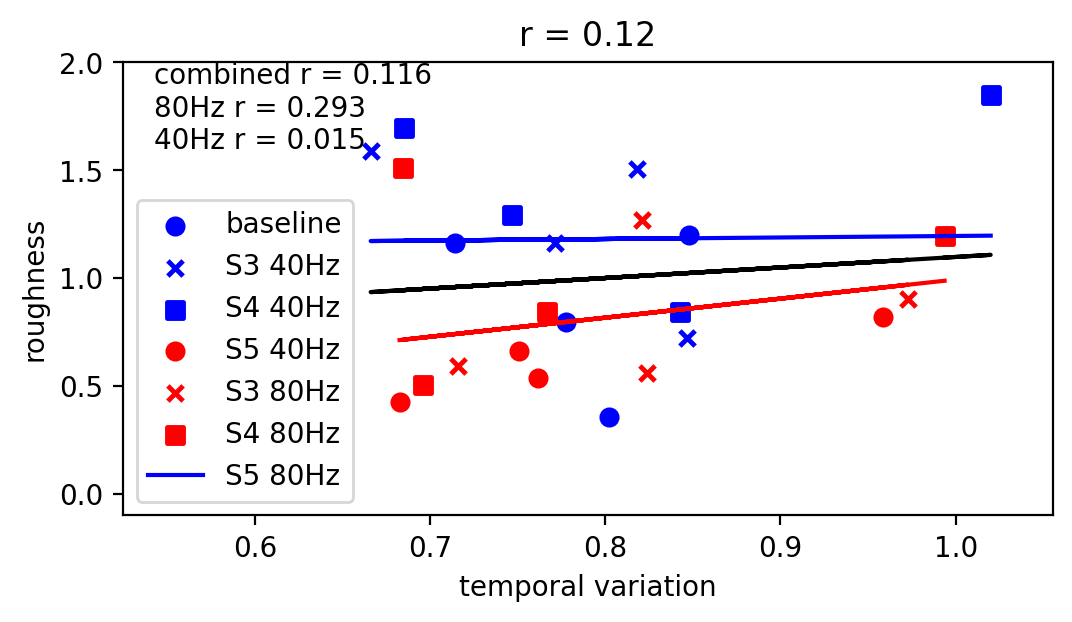 r = 0.12
combined r = 0.116
80Hz r = 0.293
40Hz r = 0.015
baseline
S3 40Hz
S4 40Hz
S5 40Hz
S3 80Hz
S4 80Hz
S5 80Hz
roughness
2.0
1.5
1.0
0.5
0.0
0.6 0.7 0.8 0.9 1.0
temporal variation